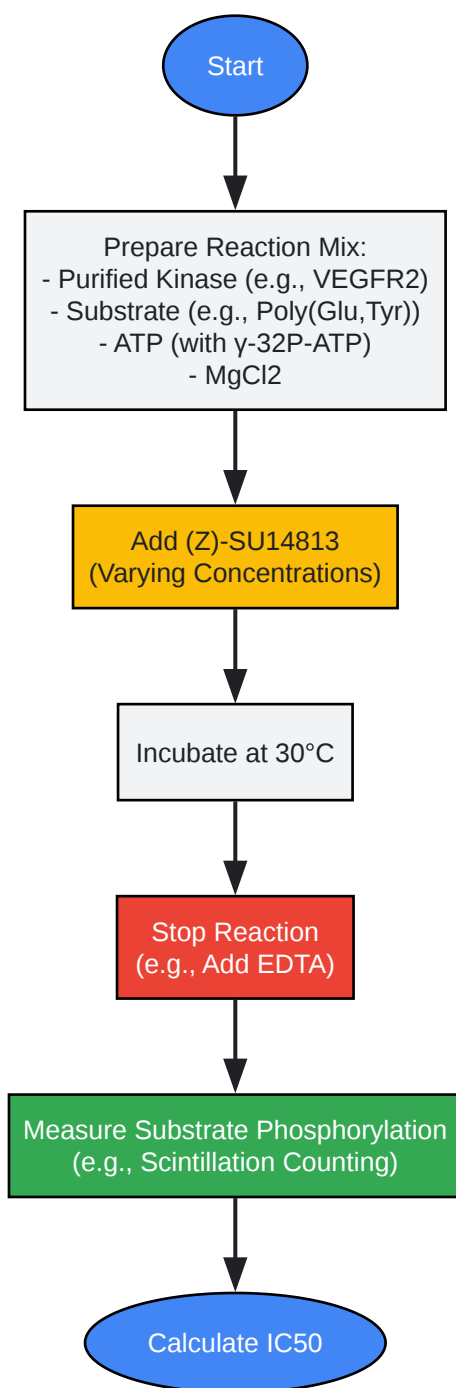 Start
Prepare Reaction Mix:
- Purified Kinase (e.g., VEGFR2)
- Substrate (e.g., Poly(Glu,Tyr))
- ATP (with γ-32P-ATP)
- MgCl2
Add (Z)-SU14813
(Varying Concentrations)
Incubate at 30°C
Stop Reaction
(e.g., Add EDTA)
Measure Substrate Phosphorylation
(e.g., Scintillation Counting)
Calculate IC50